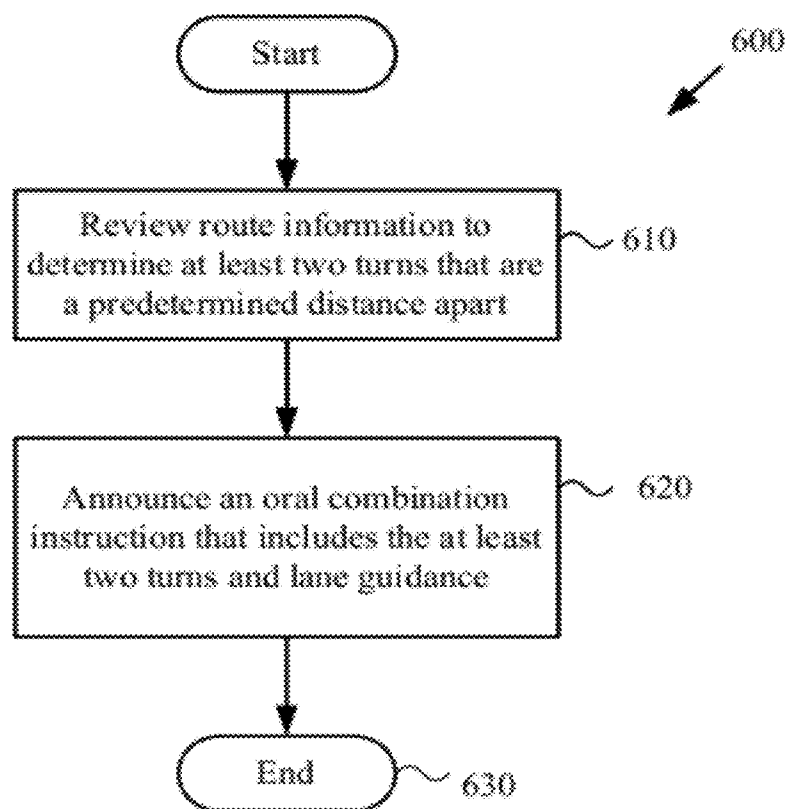 Start
600
Review route information to
determine at least two turns that are
a predetermined distance apart
610
Announce an oral combination
instruction that includes the at least
two turns and lane guidance
620
End
630